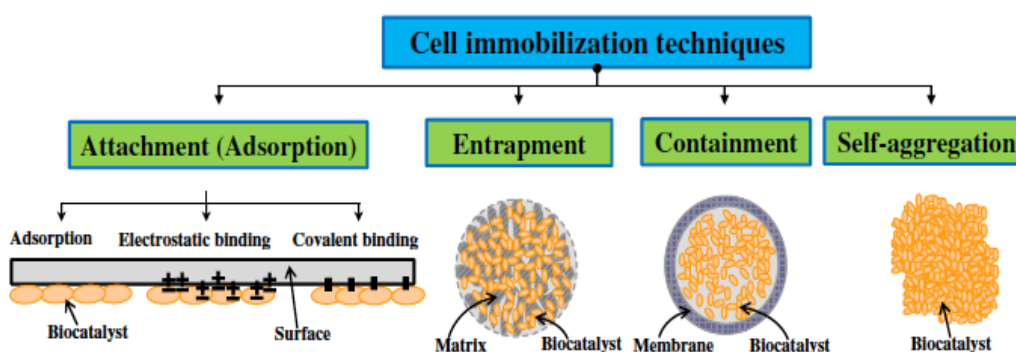 Cell immobilization techniques
Attachment (Adsorption)
Entrapment
Containment
Self-aggregation
Adsorption
Electrostatic binding
Covalent binding
Biocatalyst
Surface
Matrix
Biocatalyst
Membrane
Biocatalyst
Biocatalyst